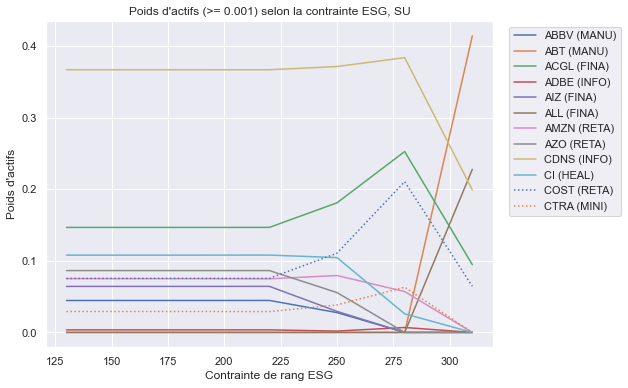 Poids d'actifs (>= 0.001) selon la contrainte ESG, SU
ABBV (MANU)
ABT (MANU)
ACGL (FINA)
ADBE (INFO)
AIZ (FINA)
ALL (FINA)
AMZN (RETA)
AZO (RETA)
CDNS (INFO)
CI (HEAL)
COST (RETA)
CTRA (MINI)
Poids d'actifs
0.4
0.3
0.2
0.1
0.0
125 150 175 200 225 250 275 300
Contrainte de rang ESG